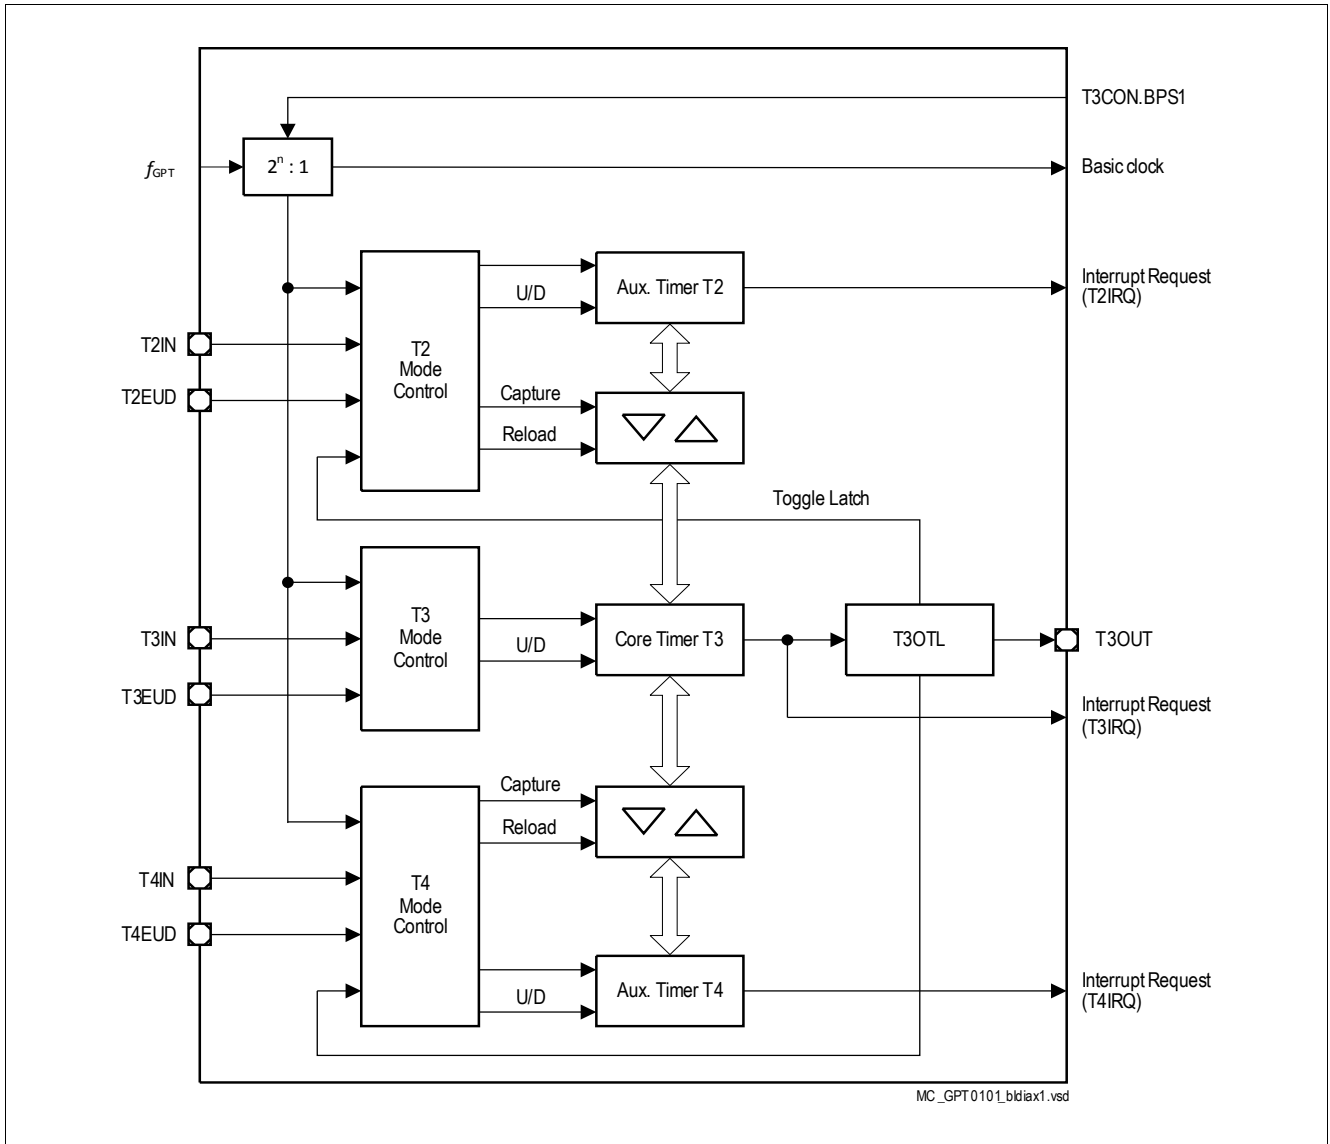 T3CON.BPS1
fGPT
2ⁿ : 1
Basic clock
Aux. Timer T2
U/D
Interrupt Request
(T2IRQ)
T2IN
T2EUD
T2
Mode
Control
Capture
Reload
Toggle Latch
T3IN
T3EUD
T3
Mode
Control
U/D
Core Timer T3
T3OTL
T3OUT
Interrupt Request
(T3IRQ)
Capture
Reload
T4IN
T4EUD
T4
Mode
Control
U/D
Aux. Timer T4
Interrupt Request
(T4IRQ)
MC_GPT0101_bldiax1.vsd